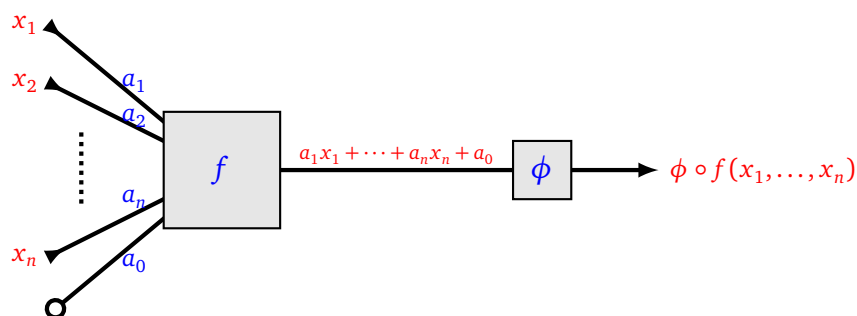 x₁
a₁
x₂
a₂
f
a₁x₁+⋯+aₙxₙ+a₀
ϕ
ϕ∘f(x₁,…,xₙ)
aₙ
xₙ
a₀